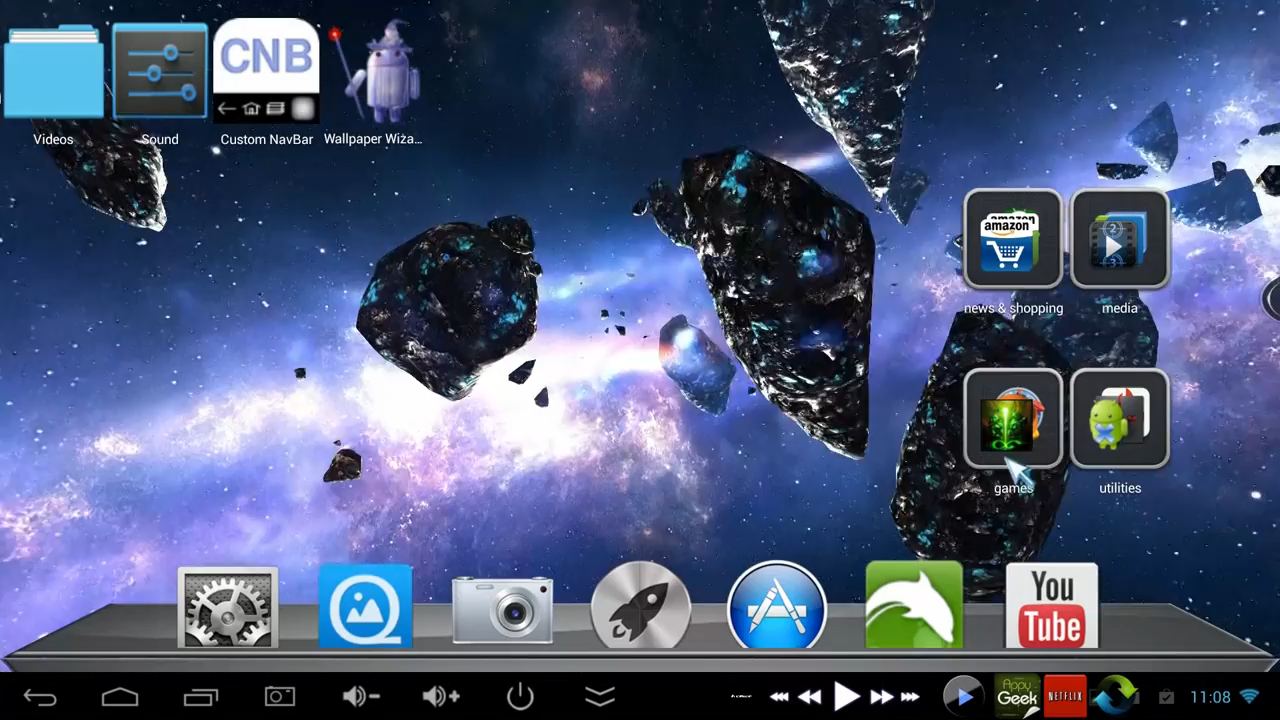 CNB
Videos
Sound
Custom NavBar
Wallpaper Wiza...
amazon
amazon
news & shopping
media
games
utilities
You
Tube
Appy
Geek
NETFLIX
11:08